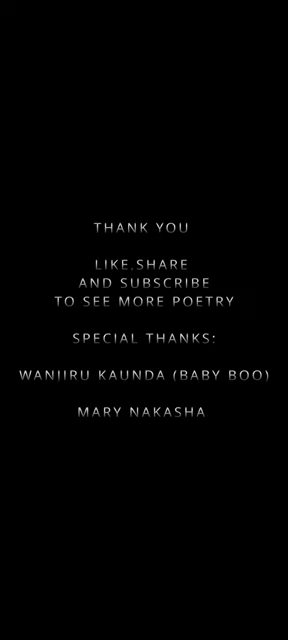 THANK YOU
LIKE.SHARE
AND SUBSCRIBE
TO SEE MORE POETRY
SPECIAL THANKS:
WANJIRU KAUNDA (BABY BOO)
MARY NAKASHA